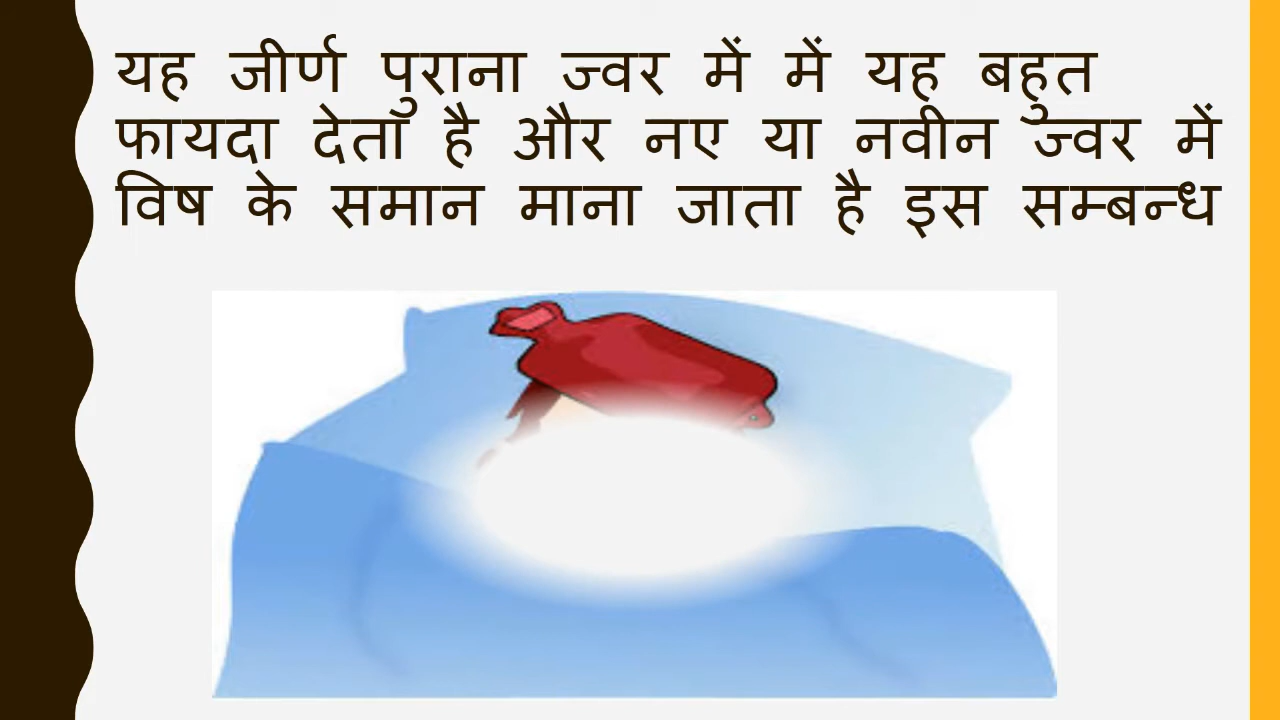 यह जीर्ण पुराना ज्वर में में यह बहुत
फायदा देता है और नए या नवीन ज्वर में
विष के समान माना जाता है इस सम्बन्ध